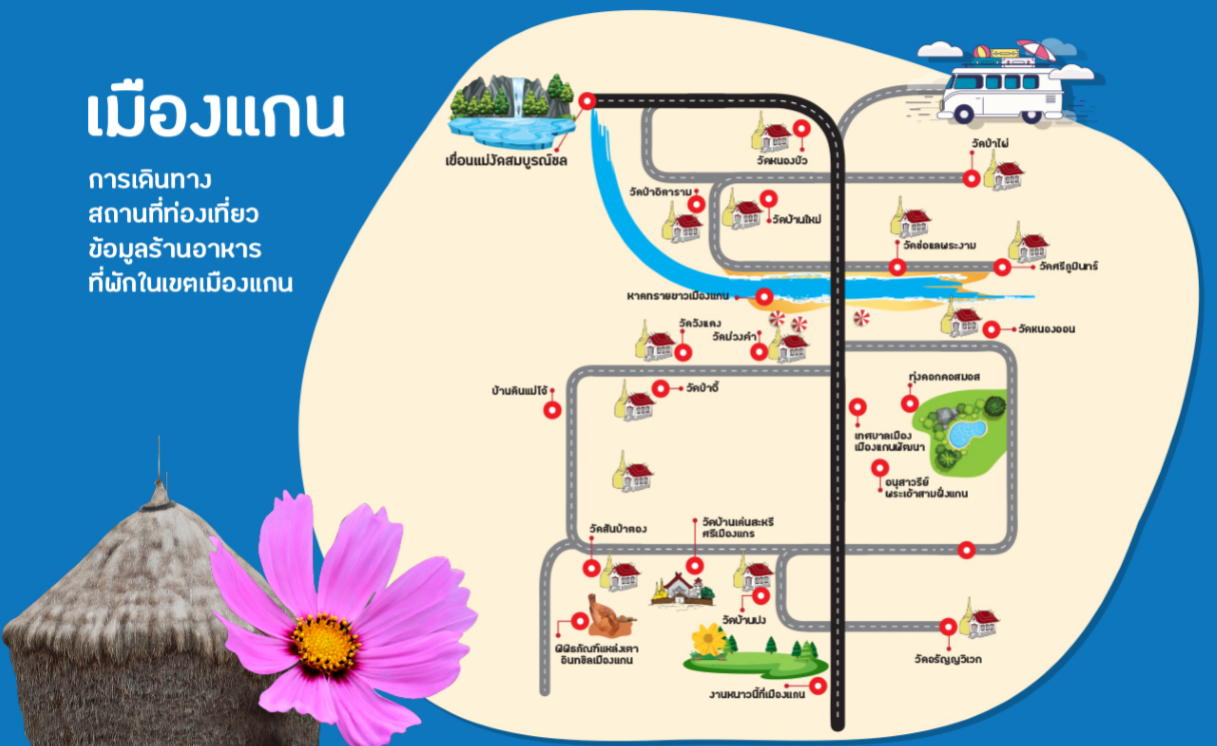 เมืองแกน
การเดินทาง
สถานที่ท่องเที่ยว
ข้อมูลร้านอาหาร
ที่พักในเขตเมืองแกน
เขื่อนแม่งัดสมบูรณ์ชล
วัดหนองบัว
วัดป่าไผ่
วัดป่าอิคาราม
วัดบ้านใหม่
วัดช่อแลพระงาม
วัดศรีภูมินทร์
หาดทรายขาวเมืองแกน
วัดหนองออน
วัดวังแดง
วัดม่วงคำ
บ้านดินแม่โจ้
วัดป่าจี้
ทุ่งดอกคอสมอส
เทศบาลเมือง
เมืองแกนพัฒนา
อนุสาวรีย์
พระเจ้าสามฝั่งแกน
วัดสันป่าตอง
วัดบ้านเด่นสะหรี
ศรีเมืองแกร
วัดบ้านปง
พิพิธภัณฑ์แหล่งเตา
อินทขิลเมืองแกน
งานหนาวนี้ที่เมืองแกน
วัดอรัญญวิเวก